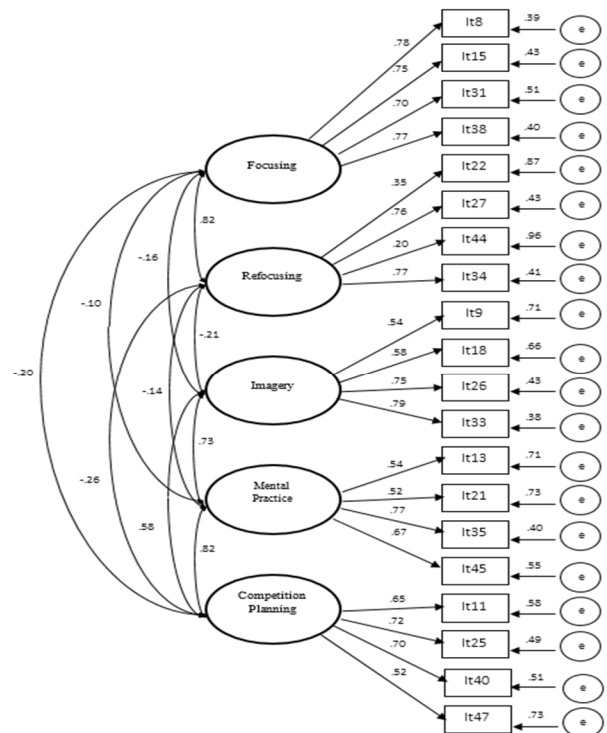 It8 .39 e
.78
It15 .43 e
.75
It31 .51 e
.70
It38 .40 e
.77
Focusing
It22 .87 e
.35
It27 .43 e
.76
.82
It44 .96 e
.20
Refocusing
It34 .41 e
.77
-.16
-.10
It9 .71 e
.54
-.21
It18 .66 e
.58
-.20
Imagery
It26 .43 e
.75
-.14
It33 .38 e
.79
.73
It13 .71 e
.54
-.26
Mental
Practice
It21 .73 e
.52
It35 .40 e
.77
.58
It45 .55 e
.67
.82
Competition
Planning
It11 .58 e
.65
It25 .49 e
.72
It40 .51 e
.70
It47 .73 e
.52